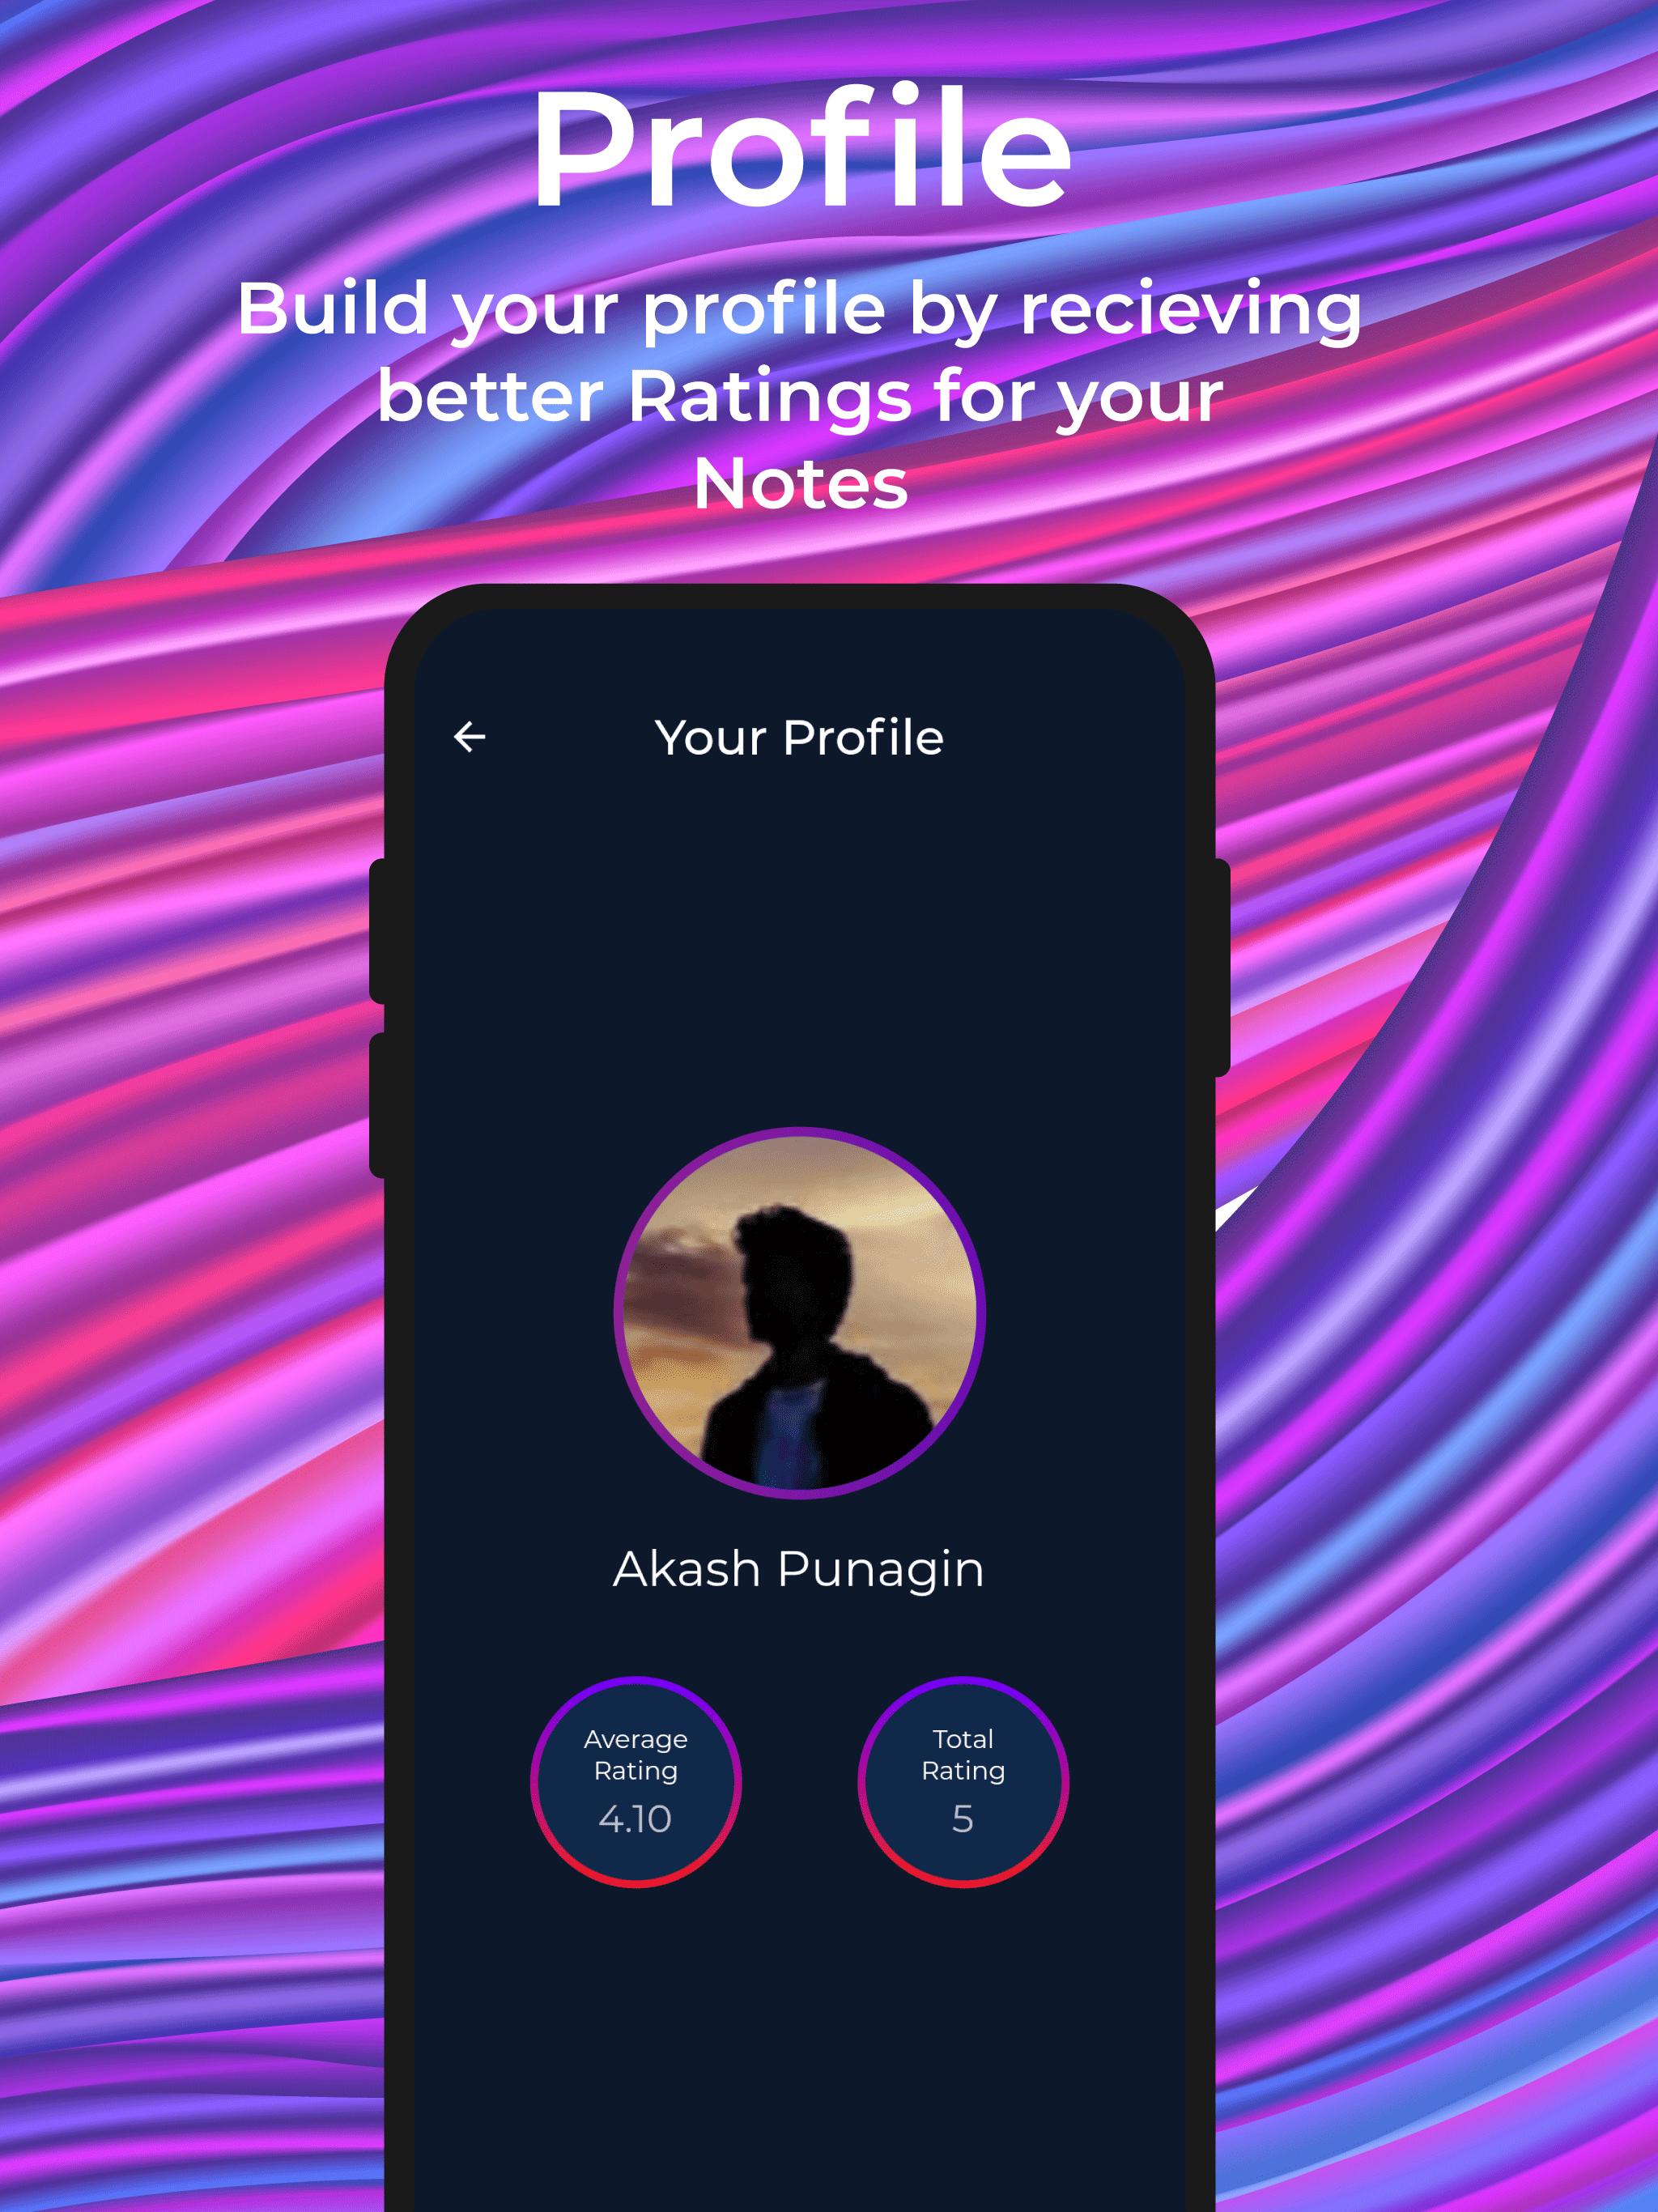 Profile
Build your profile by recieving
better Ratings for your
Notes
Your Profile
Akash Punagin
Average
Rating
4.10
Total
Rating
5